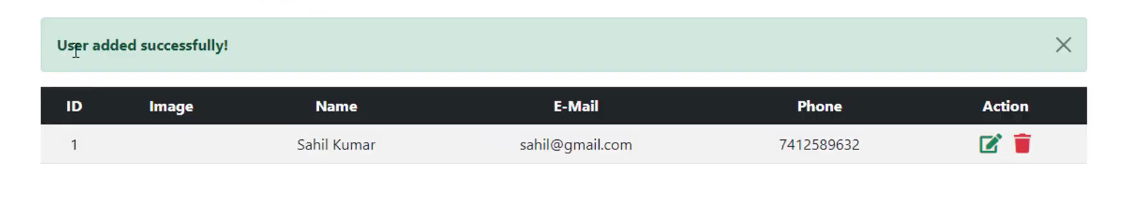 User added successfully!
ID Image Name E-Mail Phone Action
1 Sahil Kumar sahil@gmail.com 7412589632